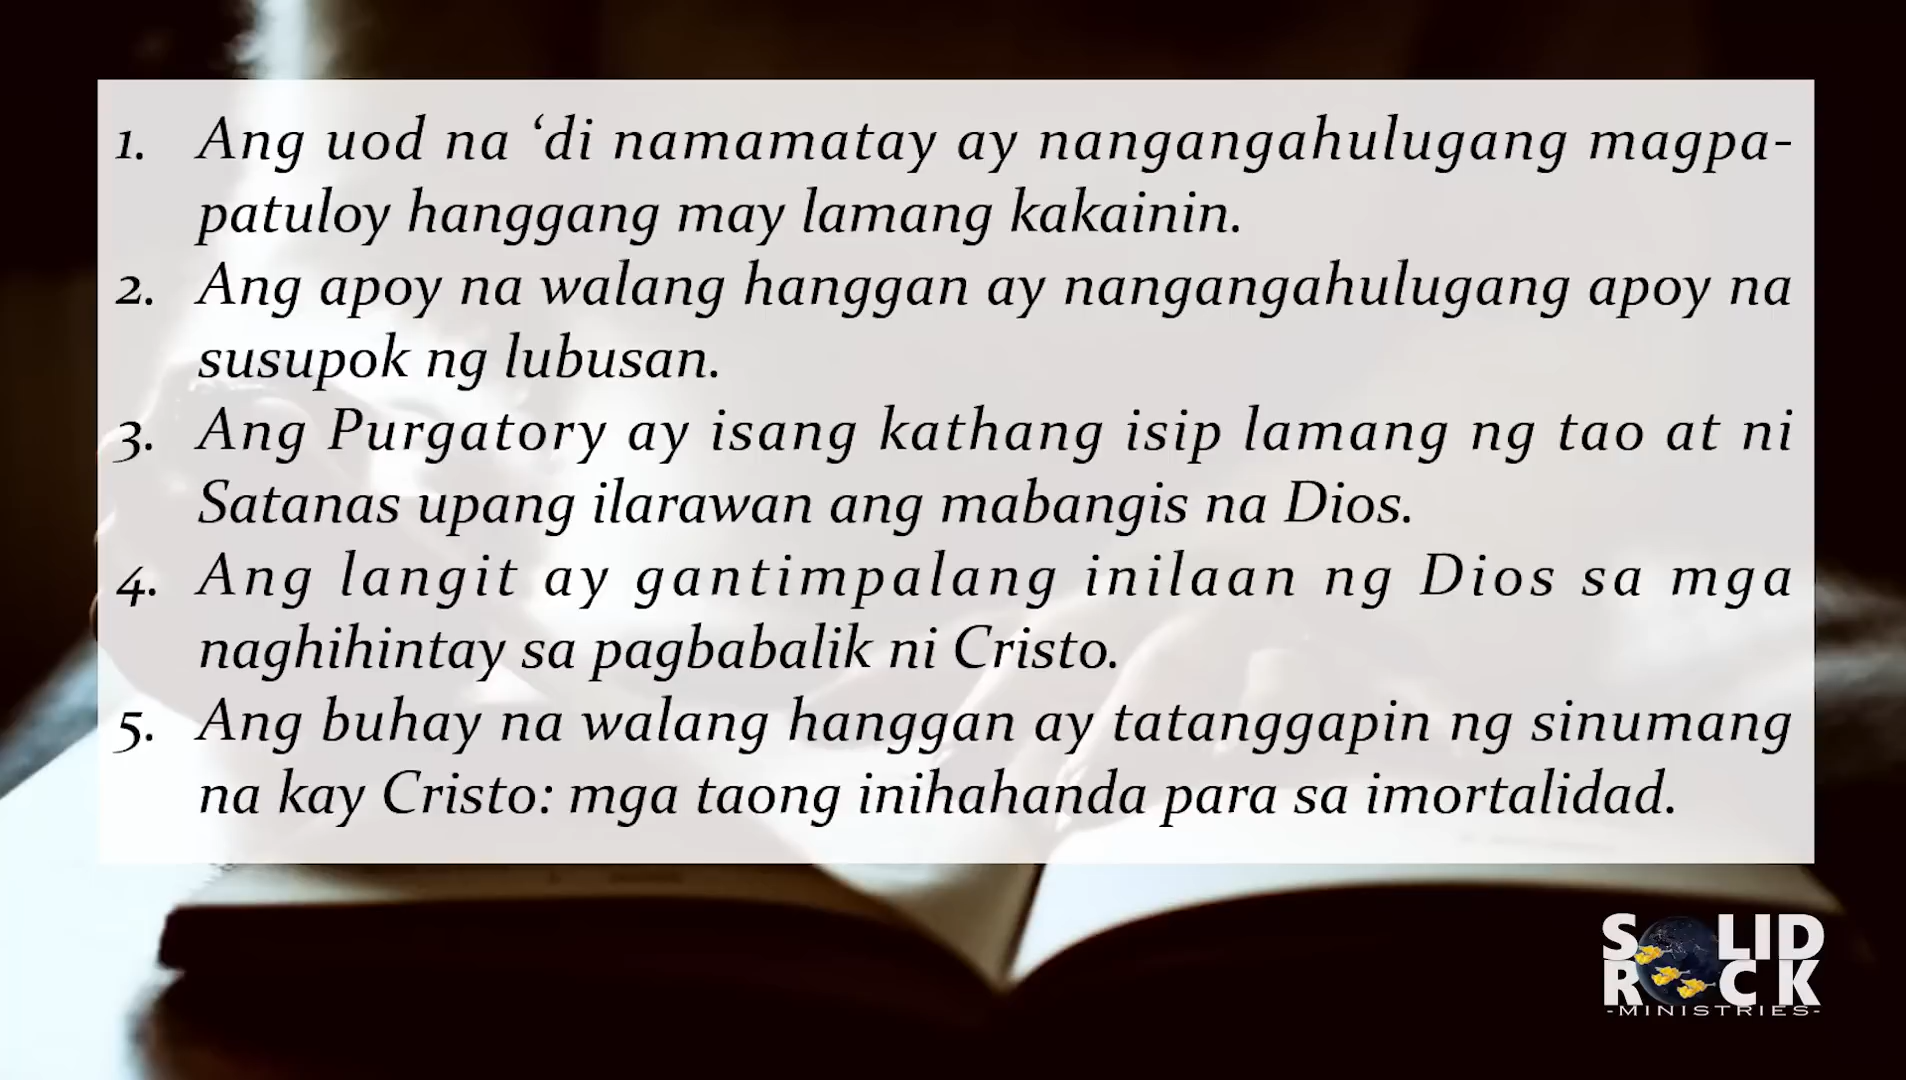 1. Ang uod na ‘di namamatay ay nangangahulugang magpa-
patuloy hanggang may lamang kakainin.
2. Ang apoy na walang hanggan ay nangangahulugang apoy na
susupok ng lubusan.
3. Ang Purgatory ay isang kathang isip lamang ng tao at ni
Satanas upang ilarawan ang mabangis na Dios.
4. Ang langit ay gantimpalang inilaan ng Dios sa mga
naghihintay sa pagbabalik ni Cristo.
5. Ang buhay na walang hanggan ay tatanggapin ng sinumang
na kay Cristo: mga taong inihahanda para sa imortalidad.
SOLID
ROCK
-MINISTRIES-